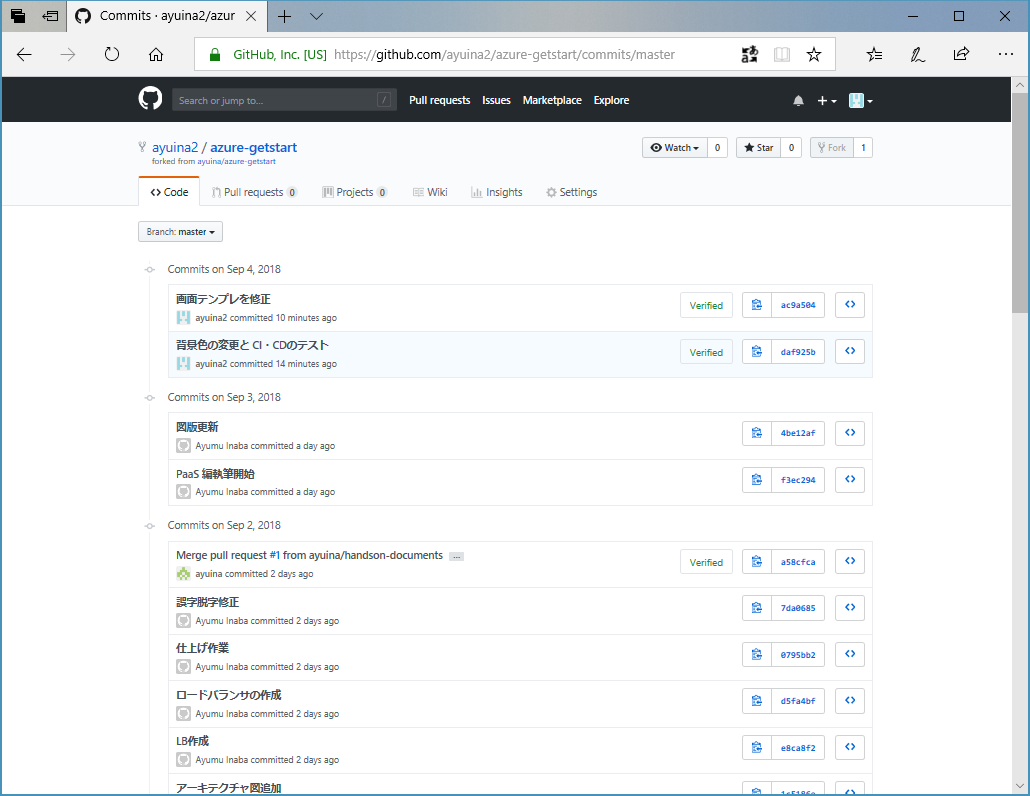 Commits · ayuina2/azur
GitHub, Inc. [US] https://github.com/ayuina2/azure-getstart/commits/master
Search or jump to... /
Pull requests Issues Marketplace Explore
ayuina2 / azure-getstart
forked from ayuina/azure-getstart
Watch 0 Star 0 Fork 1
Code Pull requests 0 Projects 0 Wiki Insights Settings
Branch: master
Commits on Sep 4, 2018
画面テンプレを修正
ayuina2 committed 10 minutes ago
Verified ac9a504
背景色の変更と CI・CDのテスト
ayuina2 committed 14 minutes ago
Verified daf925b
Commits on Sep 3, 2018
図版更新
Ayumu Inaba committed a day ago
4be12af
PaaS 編執筆開始
Ayumu Inaba committed a day ago
f3ec294
Commits on Sep 2, 2018
Merge pull request #1 from ayuina/handson-documents ...
ayuina committed 2 days ago
Verified a58cfca
誤字脱字修正
Ayumu Inaba committed 2 days ago
7da0685
仕上げ作業
Ayumu Inaba committed 2 days ago
0795bb2
ロードバランサの作成
Ayumu Inaba committed 2 days ago
d5fa4bf
LB作成
Ayumu Inaba committed 2 days ago
e8ca8f2
アーキテクチャ図追加